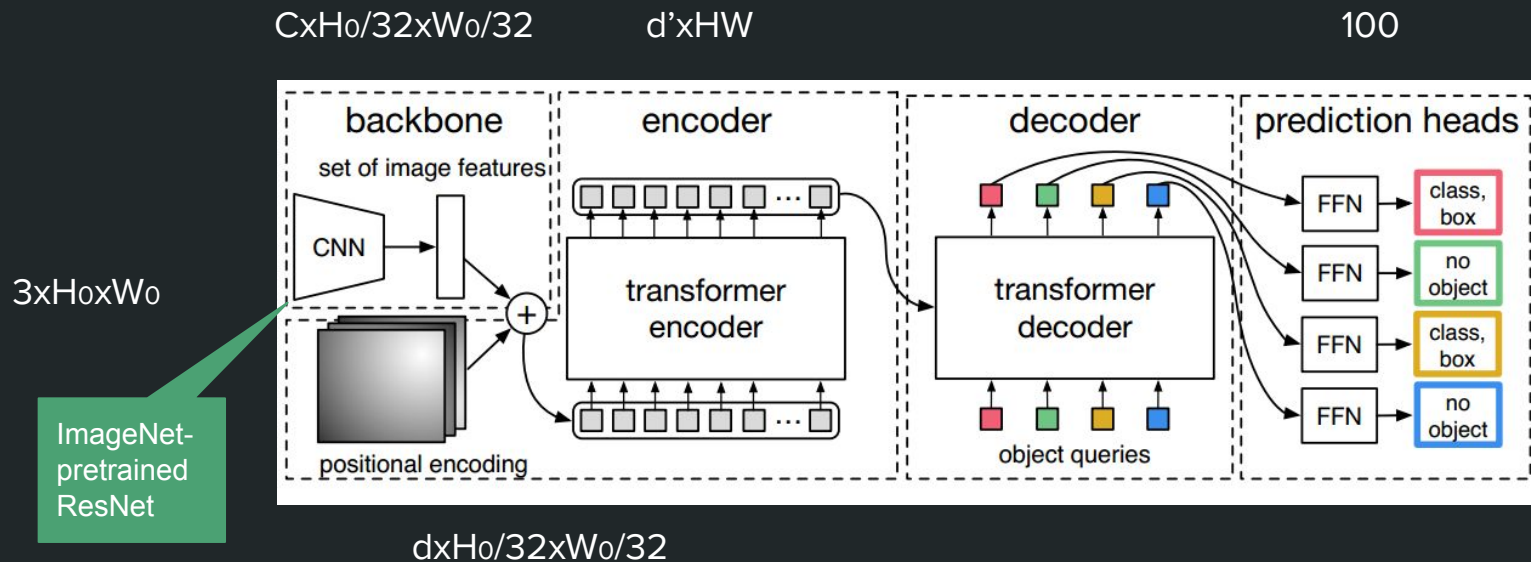 CxH₀/32xW₀/32
d'xHW
100
backbone
encoder
decoder
prediction heads
set of image features
CNN
3xH₀xW₀
+
transformer
encoder
...
...
transformer
decoder
FFN
class,
box
FFN
no
object
FFN
class,
box
FFN
no
object
ImageNet-
pretrained
ResNet
positional encoding
object queries
dxH₀/32xW₀/32